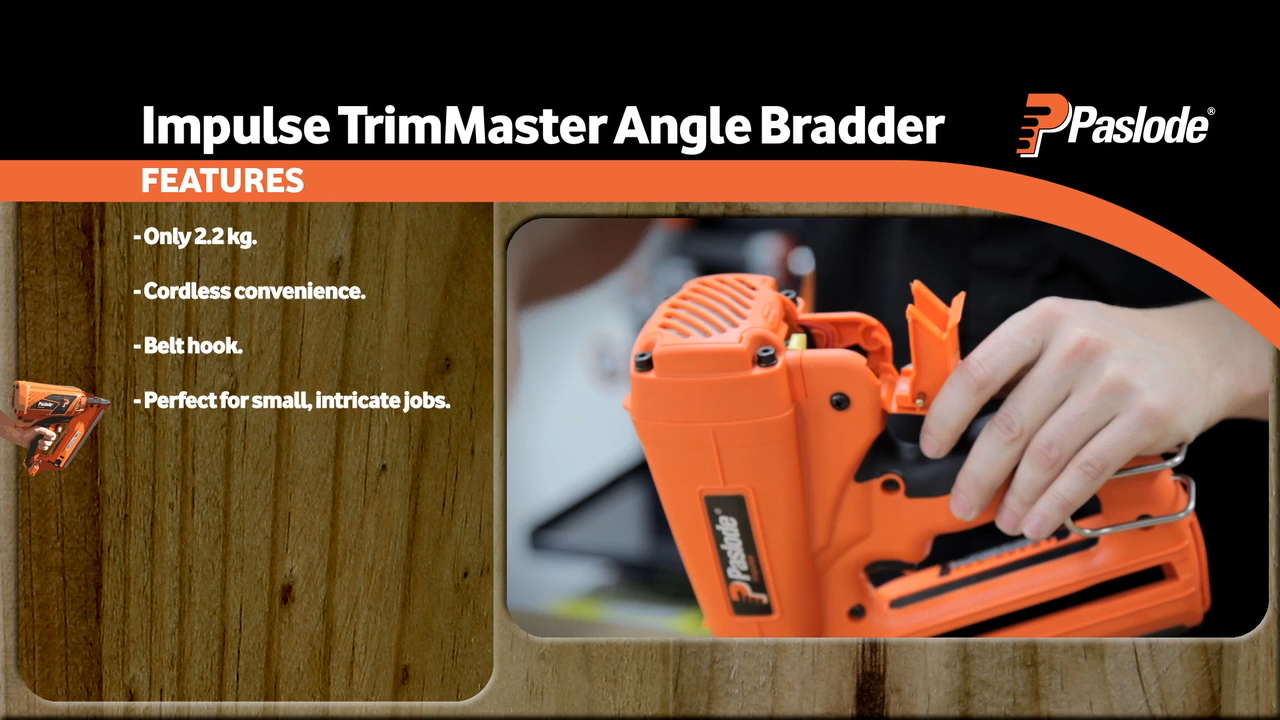 Impulse TrimMaster Angle Bradder
Paslode®
FEATURES
- Only 2.2 kg.
- Cordless convenience.
- Belt hook.
- Perfect for small, intricate jobs.
Paslode
Paslode®